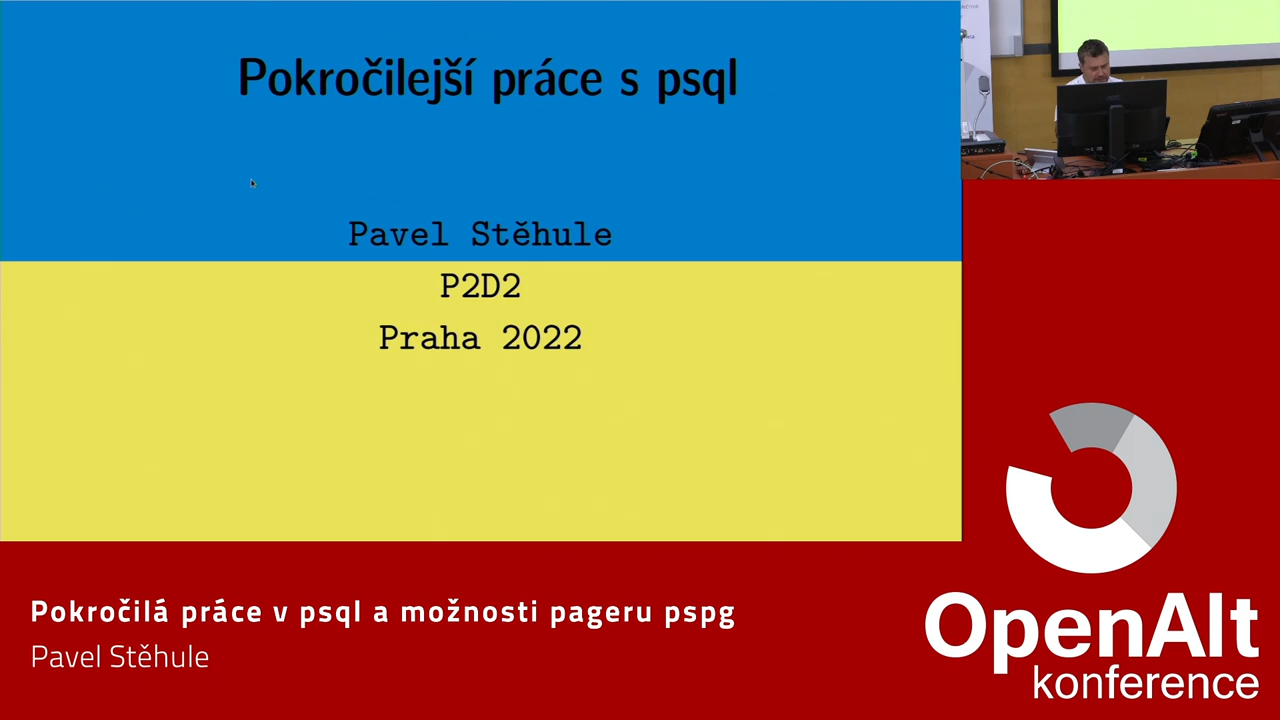 Pokročilejší práce s psql
Pavel Stěhule
P2D2
Praha 2022
Pokročilá práce v psql a možnosti pageru pspg
Pavel Stěhule
OpenAlt
konference